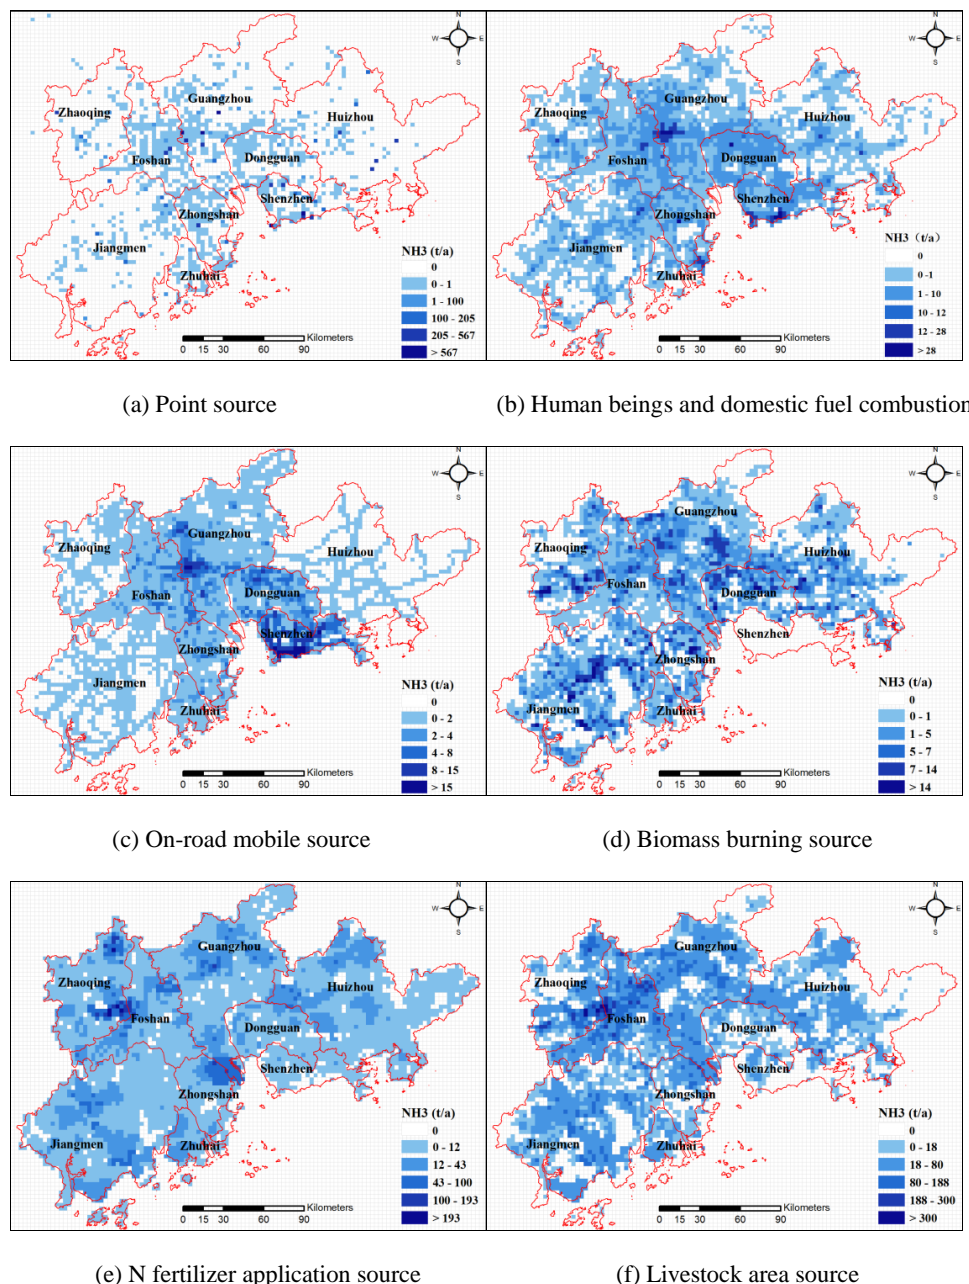 N
W E
S
Guangzhou
Zhaoqing
Huizhou
Foshan
Dongguan
Shenzhen
Zhongshan
Jiangmen
Zhuhai
NH3 (t/a)
0
0 - 1
1 - 100
100 - 205
205 - 567
> 567
Kilometers
0 15 30 60 90
N
W E
S
Guangzhou
Zhaoqing
Huizhou
Foshan
Dongguan
Shenzhen
Zhongshan
Jiangmen
Zhuhai
NH3 （t/a）
0
0 -1
1 - 10
10 - 12
12 - 28
> 28
Kilometers
0 15 30 60 90
(a) Point source
(b) Human beings and domestic fuel combustion
N
W E
S
Guangzhou
Zhaoqing
Huizhou
Foshan
Dongguan
Shenzhen
Zhongshan
Jiangmen
Zhuhai
NH3 (t/a)
0
0 - 2
2 - 4
4 - 8
8 - 15
> 15
Kilometers
0 15 30 60 90
N
W E
S
Guangzhou
Zhaoqing
Huizhou
Foshan
Dongguan
Shenzhen
Zhongshan
Jiangmen
Zhuhai
NH3 (t/a)
0
0 - 1
1 - 5
5 - 7
7 - 14
> 14
Kilometers
0 15 30 60 90
(c) On-road mobile source
(d) Biomass burning source
N
W E
S
Guangzhou
Zhaoqing
Huizhou
Foshan
Dongguan
Shenzhen
Zhongshan
Jiangmen
Zhuhai
NH3 (t/a)
0
0 - 12
12 - 43
43 - 100
100 - 193
> 193
Kilometers
0 15 30 60 90
N
W E
S
Guangzhou
Zhaoqing
Huizhou
Foshan
Dongguan
Shenzhen
Zhongshan
Jiangmen
Zhuhai
NH3 (t/a)
0
0 - 18
18 - 80
80 - 188
188 - 300
> 300
Kilometers
0 15 30 60 90
(e) N fertilizer application source
(f) Livestock area source